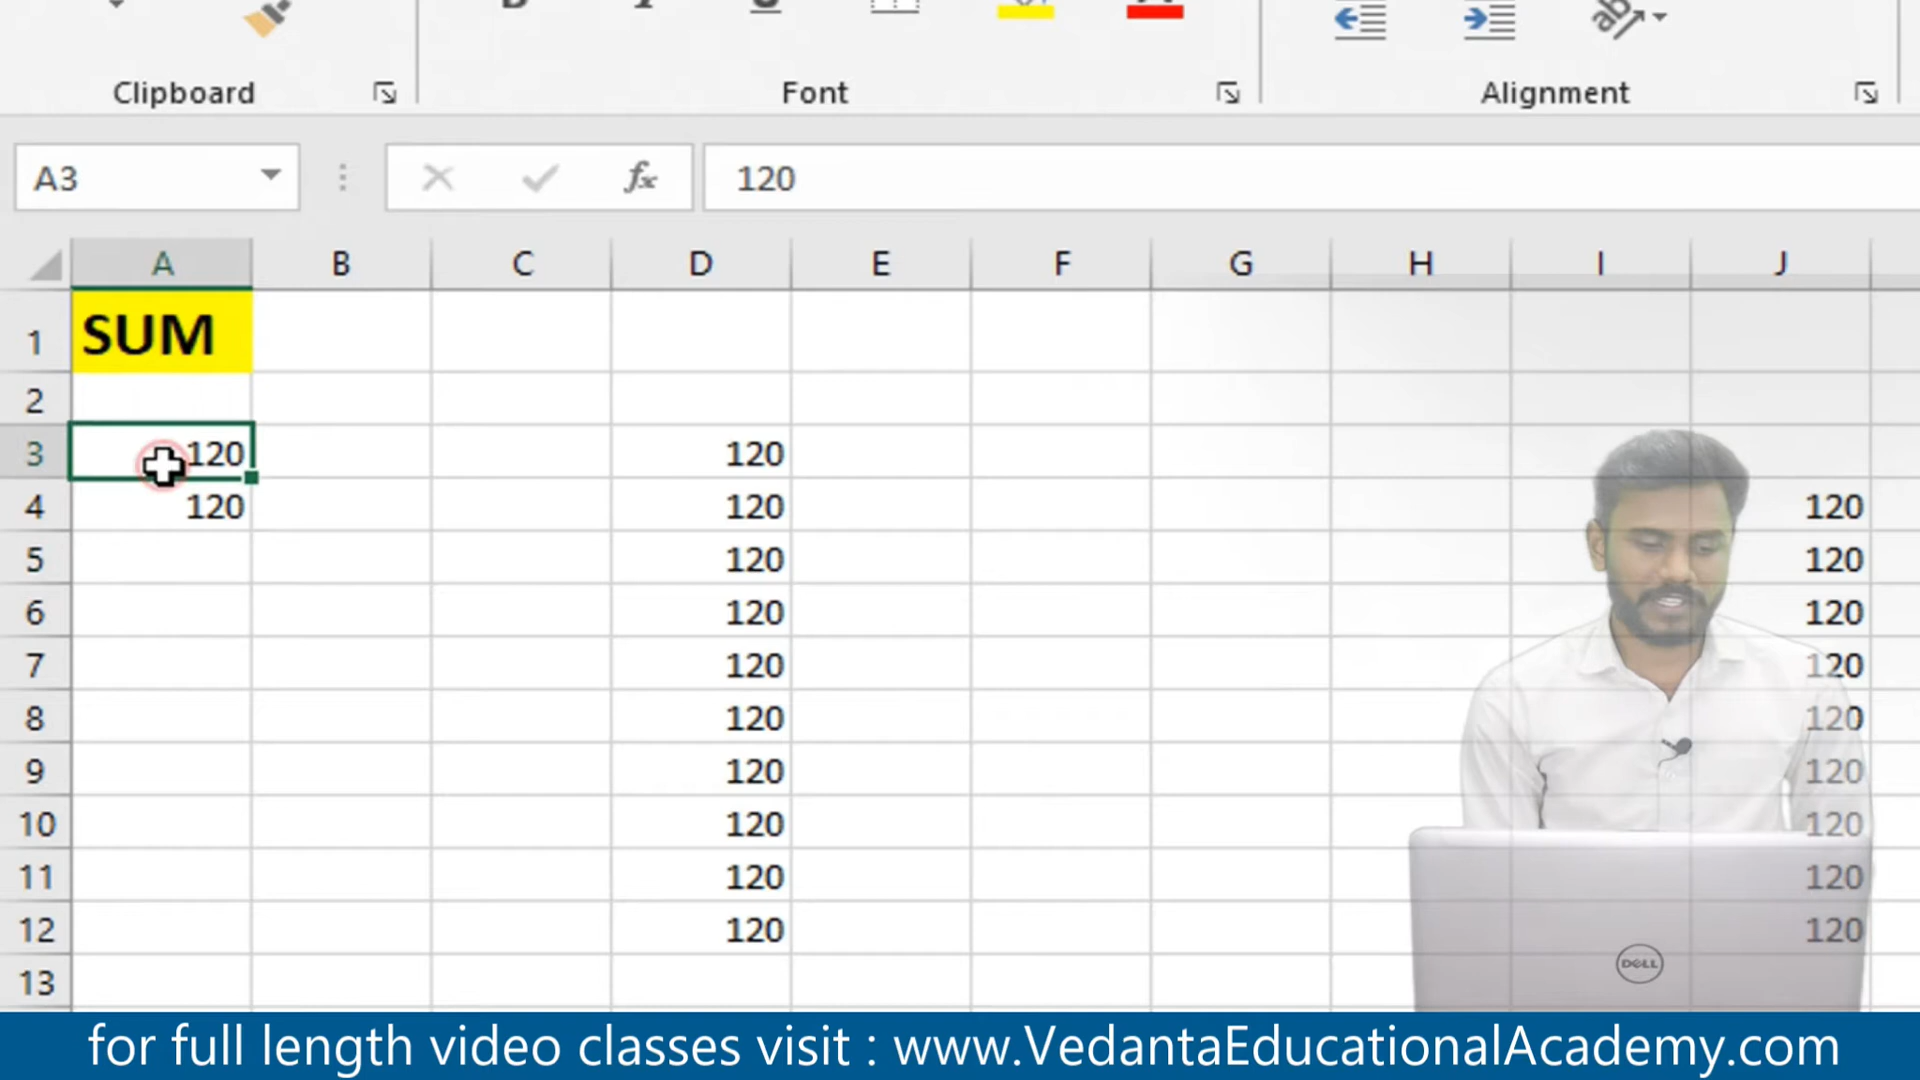 Clipboard Font Alignment
A3 fx 120
A B C D E F G H I J
1 SUM
2
3 120 120
4 120 120 120
5 120 120
6 120 120
7 120 120
8 120 120
9 120 120
10 120 120
11 120 120
12 120 120
13
DELL
for full length video classes visit : www.VedantaEducationalAcademy.com